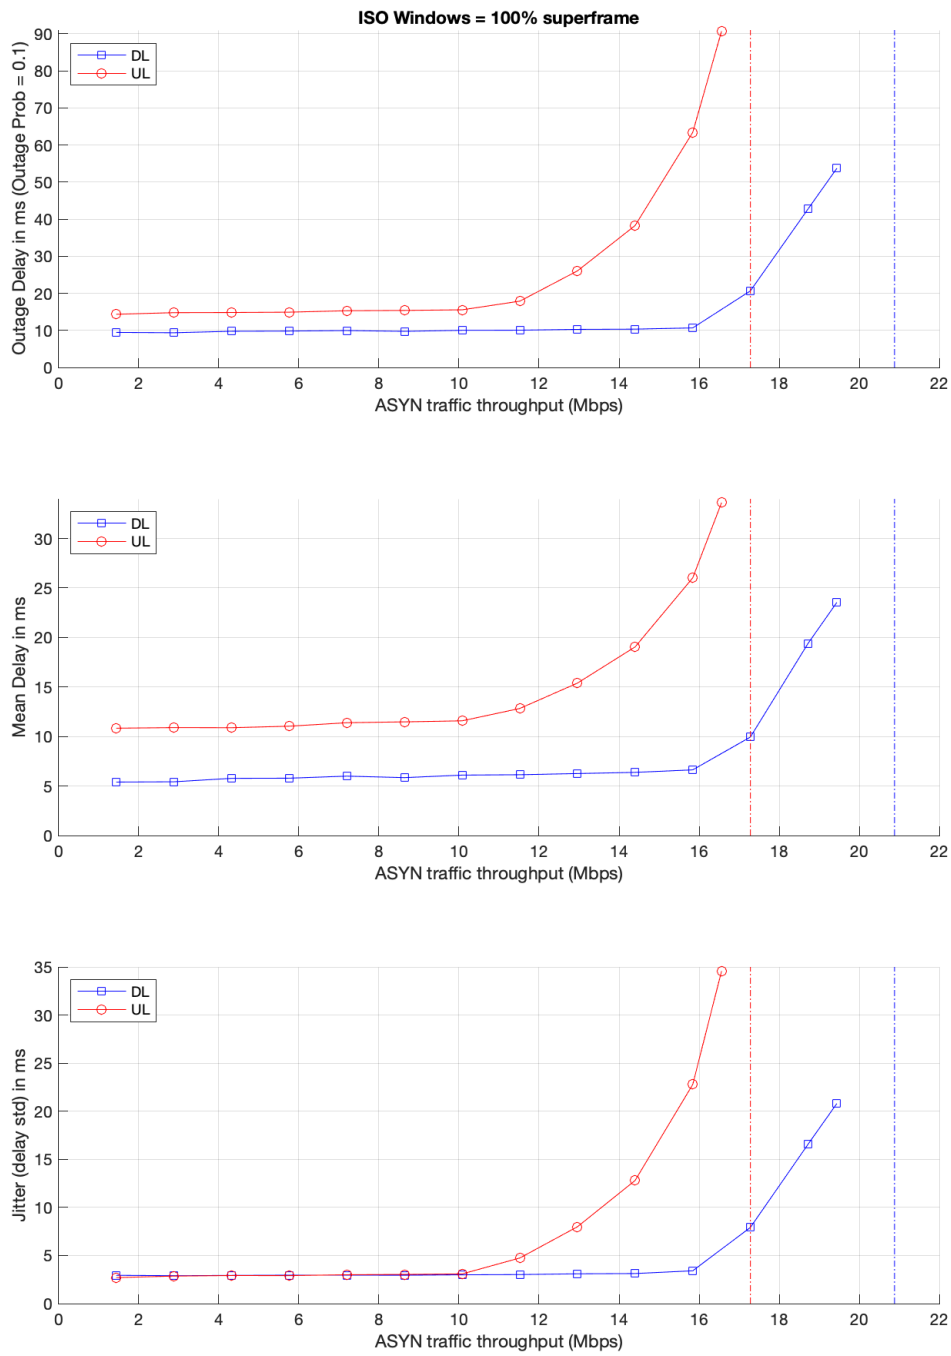 ISO Windows = 100% superframe
Outage Delay in ms (Outage Prob = 0.1)
90
80
70
60
50
40
30
20
10
0
DL
UL
0 2 4 6 8 10 12 14 16 18 20 22
ASYN traffic throughput (Mbps)
Mean Delay in ms
30
25
20
15
10
5
0
DL
UL
0 2 4 6 8 10 12 14 16 18 20 22
ASYN traffic throughput (Mbps)
Jitter (delay std) in ms
35
30
25
20
15
10
5
0
DL
UL
0 2 4 6 8 10 12 14 16 18 20 22
ASYN traffic throughput (Mbps)